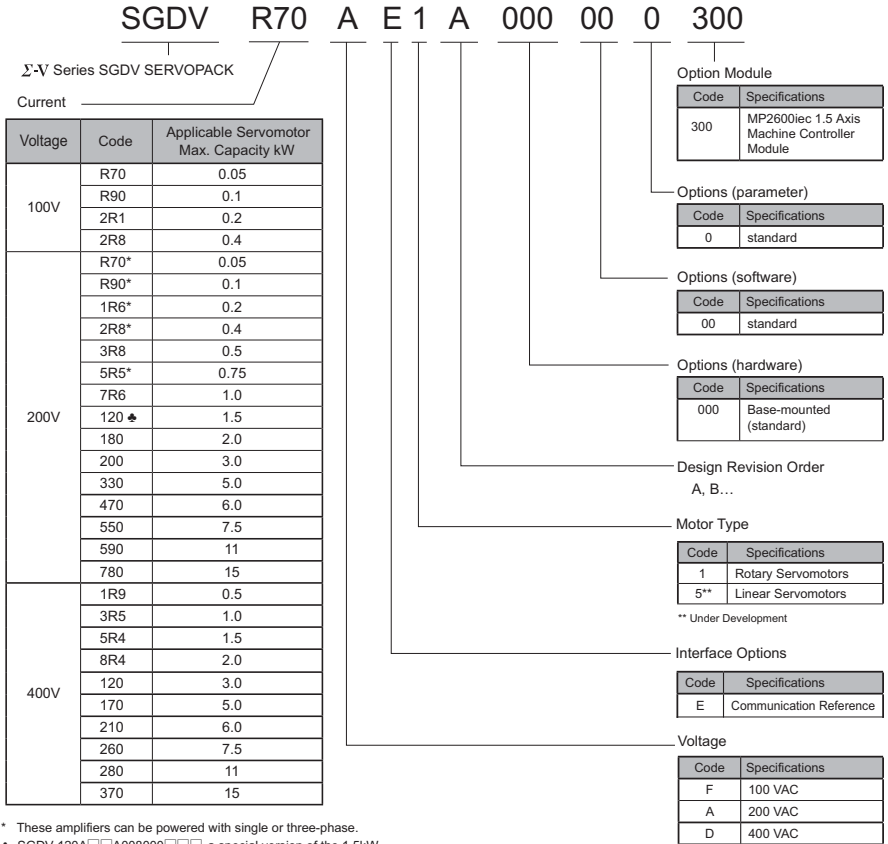 SGDV R70 A E 1 A 000 00 0 300
Σ-V Series SGDV SERVOPACK
Current
Voltage Code Applicable Servomotor Max. Capacity kW
100V
R70 0.05
R90 0.1
2R1 0.2
2R8 0.4
200V
R70* 0.05
R90* 0.1
1R6* 0.2
2R8* 0.4
3R8 0.5
5R5* 0.75
7R6 1.0
120 ♣ 1.5
180 2.0
200 3.0
330 5.0
470 6.0
550 7.5
590 11
780 15
400V
1R9 0.5
3R5 1.0
5R4 1.5
8R4 2.0
120 3.0
170 5.0
210 6.0
260 7.5
280 11
370 15
* These amplifiers can be powered with single or three-phase.
Option Module
Code Specifications
300 MP2600iec 1.5 Axis
Machine Controller
Module
Options (parameter)
Code Specifications
0 standard
Options (software)
Code Specifications
00 standard
Options (hardware)
Code Specifications
000 Base-mounted
(standard)
Design Revision Order
A, B…
Motor Type
Code Specifications
1 Rotary Servomotors
5** Linear Servomotors
** Under Development
Interface Options
Code Specifications
E Communication Reference
Voltage
Code Specifications
F 100 VAC
A 200 VAC
D 400 VAC